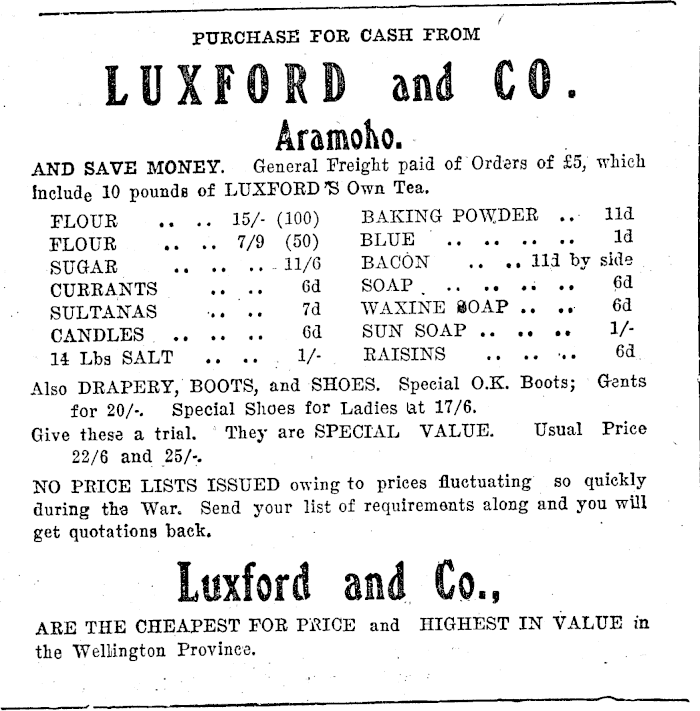 PURCHASE FOR CASH FROM
LUXFORD and CO.
Aramoho.
AND SAVE MONEY. General Freight paid of Orders of £5, which
include 10 pounds of LUXFORD'S Own Tea.
FLOUR .. .. 15/- (100) BAKING POWDER .. 11d
FLOUR .. .. 7/9 (50) BLUE .. .. .. .. 1d
SUGAR .. .. .. 11/6 BACON .. .. 11d by side
CURRANTS .. .. 6d SOAP .. .. .. .. 6d
SULTANAS .. .. 7d WAXINE SOAP .. .. 6d
CANDLES .. .. .. 6d SUN SOAP .. .. .. 1/-
14 Lbs SALT .. .. 1/- RAISINS .. .. .. 6d
Also DRAPERY, BOOTS, and SHOES. Special O.K. Boots; Gents
for 20/-. Special Shoes for Ladies at 17/6.
Give these a trial. They are SPECIAL VALUE. Usual Price
22/6 and 25/-.
NO PRICE LISTS ISSUED owing to prices fluctuating so quickly
during the War. Send your list of requirements along and you will
get quotations back.
Luxford and Co.,
ARE THE CHEAPEST FOR PRICE and HIGHEST IN VALUE in
the Wellington Province.